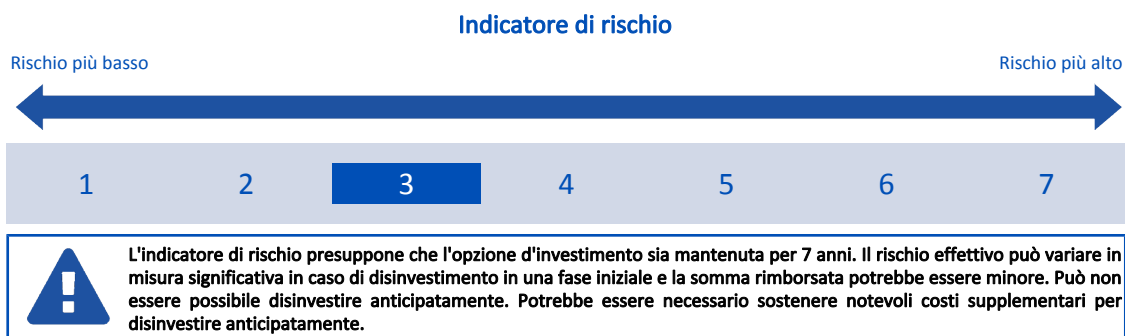 Indicatore di rischio
Rischio più basso
Rischio più alto
1 2 3 4 5 6 7
L'indicatore di rischio presuppone che l'opzione d'investimento sia mantenuta per 7 anni. Il rischio effettivo può variare in
misura significativa in caso di disinvestimento in una fase iniziale e la somma rimborsata potrebbe essere minore. Può non
essere possibile disinvestire anticipatamente. Potrebbe essere necessario sostenere notevoli costi supplementari per
disinvestire anticipatamente.